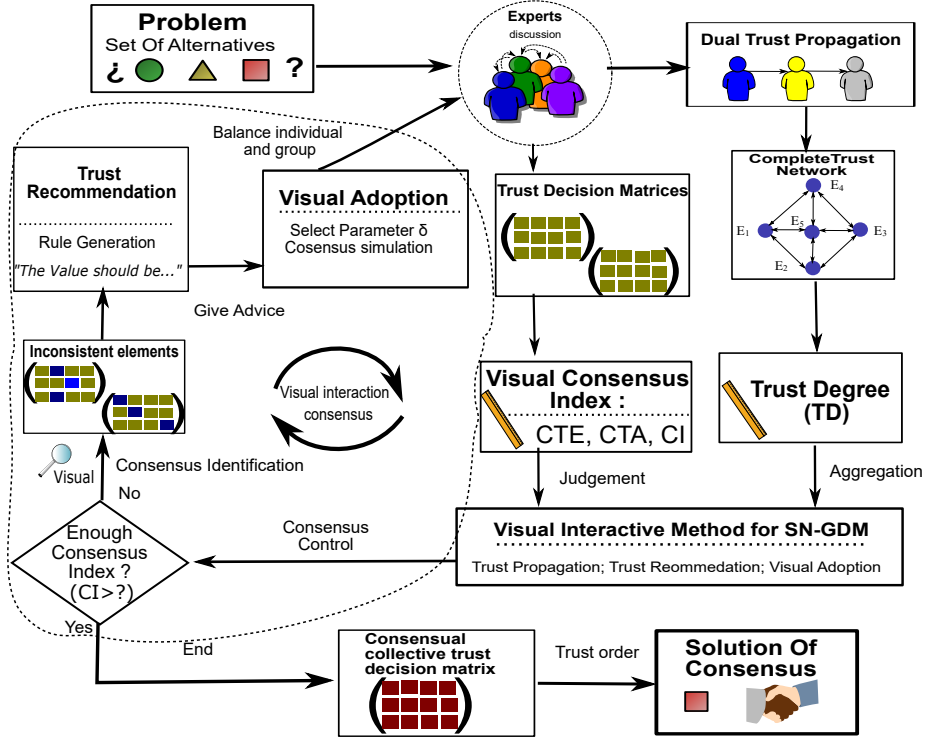 Problem
Set Of Alternatives
¿ ?
Experts
discussion
Dual Trust Propagation
Balance individual
and group
Trust
Recommendation
Rule Generation
"The Value should be..."
Visual Adoption
Select Parameter δ
Cosensus simulation
Trust Decision Matrices
CompleteTrust
Network
E4
E1
E5
E3
E2
Give Advice
Inconsistent elements
Visual interaction
consensus
Visual Consensus
Index :
CTE, CTA, CI
Trust Degree
(TD)
Visual
Consensus Identification
No
Judgement
Aggregation
Enough
Consensus
Index ?
(CI>?)
Consensus
Control
Visual Interactive Method for SN-GDM
Trust Propagation; Trust Reommedation; Visual Adoption
Yes
End
Consensual
collective trust
decision matrix
Trust order
Solution Of
Consensus